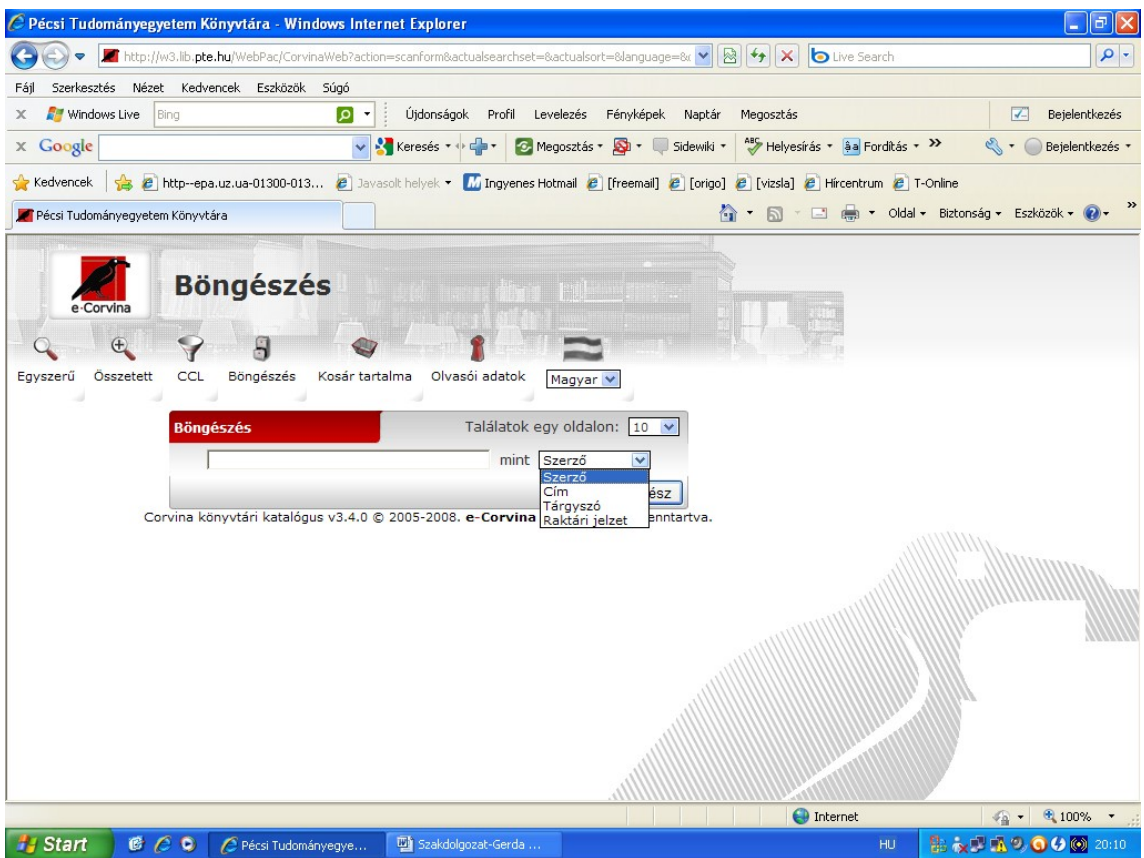 Pécsi Tudományegyetem Könyvtára - Windows Internet Explorer
http://w3.lib.pte.hu/WebPac/CorvinaWeb?action=scanform&actualsearchset=&actualsort=&language=& Live Search
Fájl Szerkesztés Nézet Kedvencek Eszközök Súgó
x Windows Live Bing Újdonságok Profil Levelezés Fényképek Naptár Megosztás Bejelentkezés
x Google Keresés Megosztás Sidewiki ABC Helyesírás Fordítás » Bejelentkezés
Kedvencek http--epa.uz.ua-01300-013... Javasolt helyek Ingyenes Hotmail [freemail] [origo] [vizsla] Hírcentrum T-Online
Pécsi Tudományegyetem Könyvtára Oldal Biztonság Eszközök »
e-Corvina
Böngészés
Egyszerű Összetett CCL Böngészés Kosár tartalma Olvasói adatok Magyar
Böngészés Találatok egy oldalon: 10
mint Szerző
Szerző
Cím ész
Tárgyszó
Raktári jelzet
Corvina könyvtári katalógus v3.4.0 © 2005-2008. e-Corvina enntartva.
Internet 100%
Start Pécsi Tudományegye... Szakdolgozat-Gerda ... HU 20:10